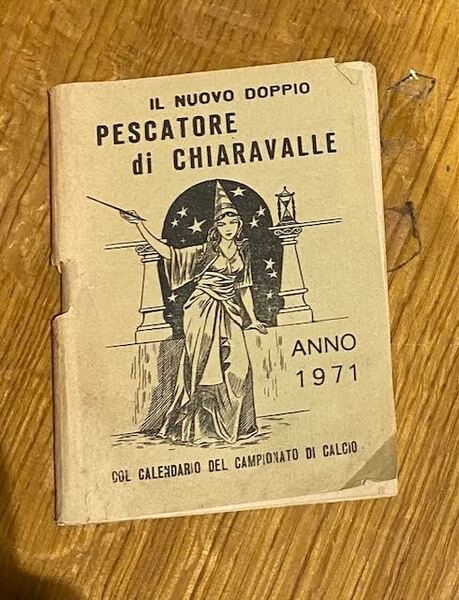 IL NUOVO DOPPIO
PESCATORE
di CHIARAVALLE
ANNO
1971
COL CALENDARIO DEL CAMPIONATO DI CALCIO